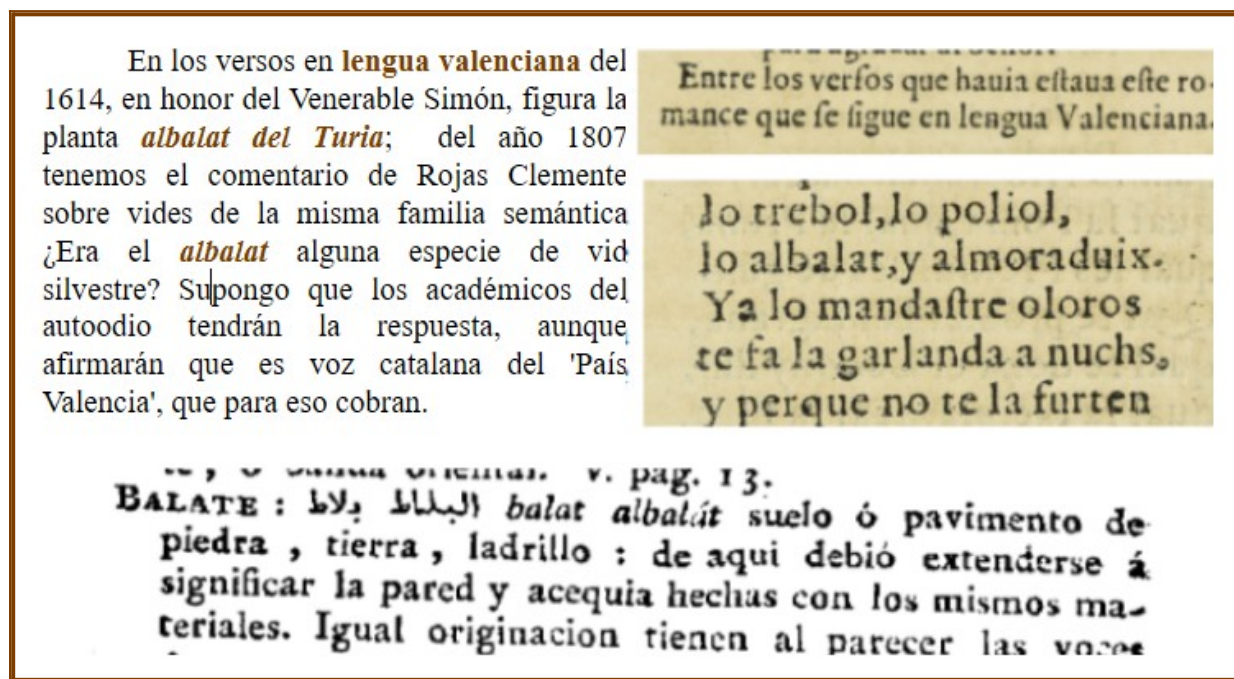 En los versos en lengua valenciana del
1614, en honor del Venerable Simón, figura la
planta albalat del Turia; del año 1807
tenemos el comentario de Rojas Clemente
sobre vides de la misma familia semántica
¿Era el albalat alguna especie de vid
silvestre? Supongo que los académicos del
autoodio tendrán la respuesta, aunque
afirmarán que es voz catalana del 'País
Valencia', que para eso cobran.
Entre los verſos que hauia eſtaua eſte ro-
mance que ſe ſigue en lengua Valenciana.
lo trebol, lo poliol,
lo albalat, y almoraduix.
Ya lo mandaſtre oloros
te fa la garlanda a nuchs,
y perque no te la furten
v. pag. 13.
BALATE : بلاط البلاط balat albalát suelo ó pavimento de
piedra , tierra , ladrillo : de aqui debió extenderse á
significar la pared y acequia hechas con los mismos ma-
teriales. Igual originacion tienen al parecer las voces